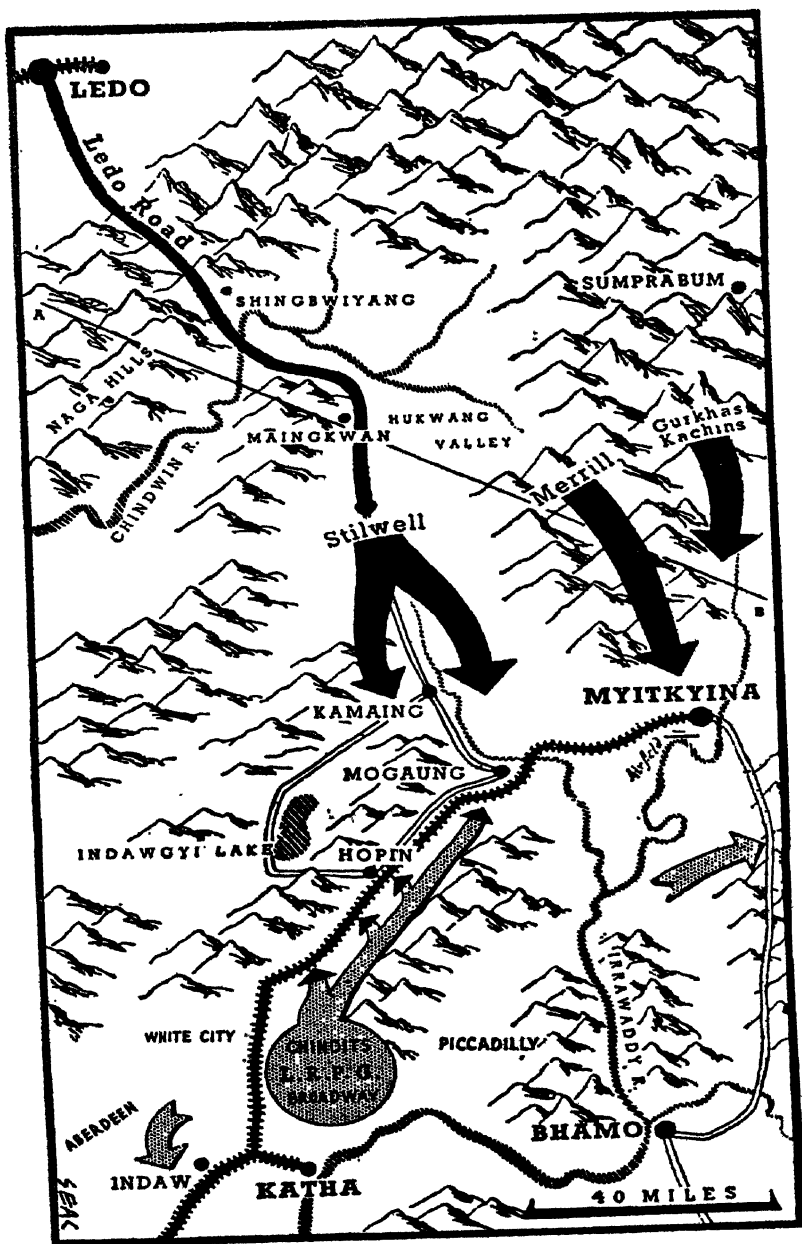 LEDO
Ledo Road
SHINGBWIYANG
SUMPRABUM
A
NAGA HILLS
CHINDWIN R.
MAINGKWAN
HUKWANG
VALLEY
Gurkhas
Kachins
Merrill
Stilwell
B
KAMAING
MYITKYINA
MOGAUNG
Airfield
INDAWGYI LAKE
HOPIN
IRRAWADDY R.
WHITE CITY
CHINDITS
L.R.P.G.
BROADWAY
PICCADILLY
ABERDEEN
BHAMO
INDAW
KATHA
40 MILES
SEAC